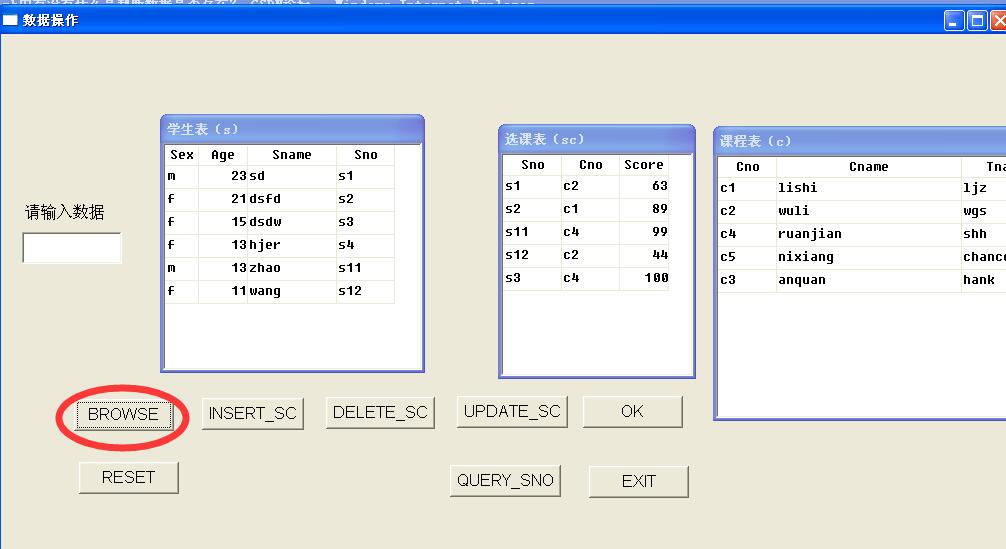 数据操作
请输入数据
学生表（s）
Sex Age Sname Sno
m 23 sd s1
f 21 dsfd s2
f 15 dsdw s3
f 13 hjer s4
m 13 zhao s11
f 11 wang s12
选课表（sc）
Sno Cno Score
s1 c2 63
s2 c1 89
s11 c4 99
s12 c2 44
s3 c4 100
课程表（c）
Cno Cname
c1 lishi ljz
c2 wuli wgs
c4 ruanjian shh
c5 nixiang
c3 anquan hank
BROWSE INSERT_SC DELETE_SC UPDATE_SC OK
RESET QUERY_SNO EXIT